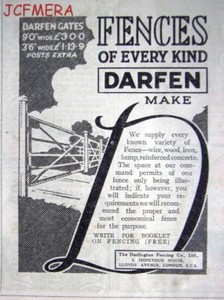 JCFMERA
DARFEN GATES
9'0" WIDE £3·0·0
3'6" WIDE £1·13·9
POSTS EXTRA
FENCES
OF EVERY KIND
DARFEN
MAKE
D
We supply every
known variety of
Fence—wire, wood, iron,
hemp, reinforced concrete.
The space at our com-
mand permits of one
fence only being illus-
trated; if, however, you
will indicate your re-
quirements we will recom-
mend the proper and
most economical fence
for the purpose.
WRITE FOR BOOKLET
ON FENCING [FREE]
The Darlington Fencing Co., Ltd.,
HOUSE,
LLOYDS AVENUE, LONDON, E.C.3.